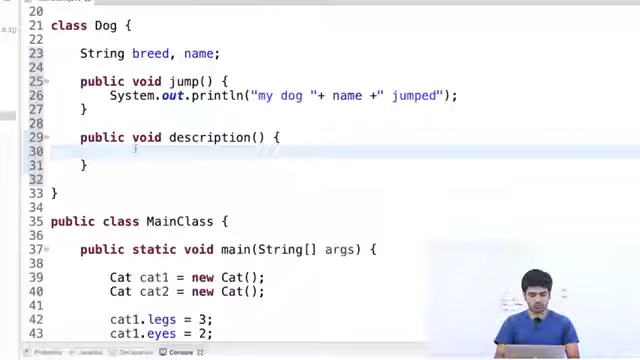 20
21 class Dog {
23 String breed, name;
24
25 public void jump() {
26 System.out.println("my dog "+ name +" jumped");
27 }
28
29 public void description() {
30
31 }
32
33 }
34
35 public class MainClass {
36
37 public static void main(String[] args) {
38
39 Cat cat1 = new Cat();
40 Cat cat2 = new Cat();
41
42 cat1.legs = 3;
43 cat1.eyes = 2;
Problems Javadoc Declaration Console